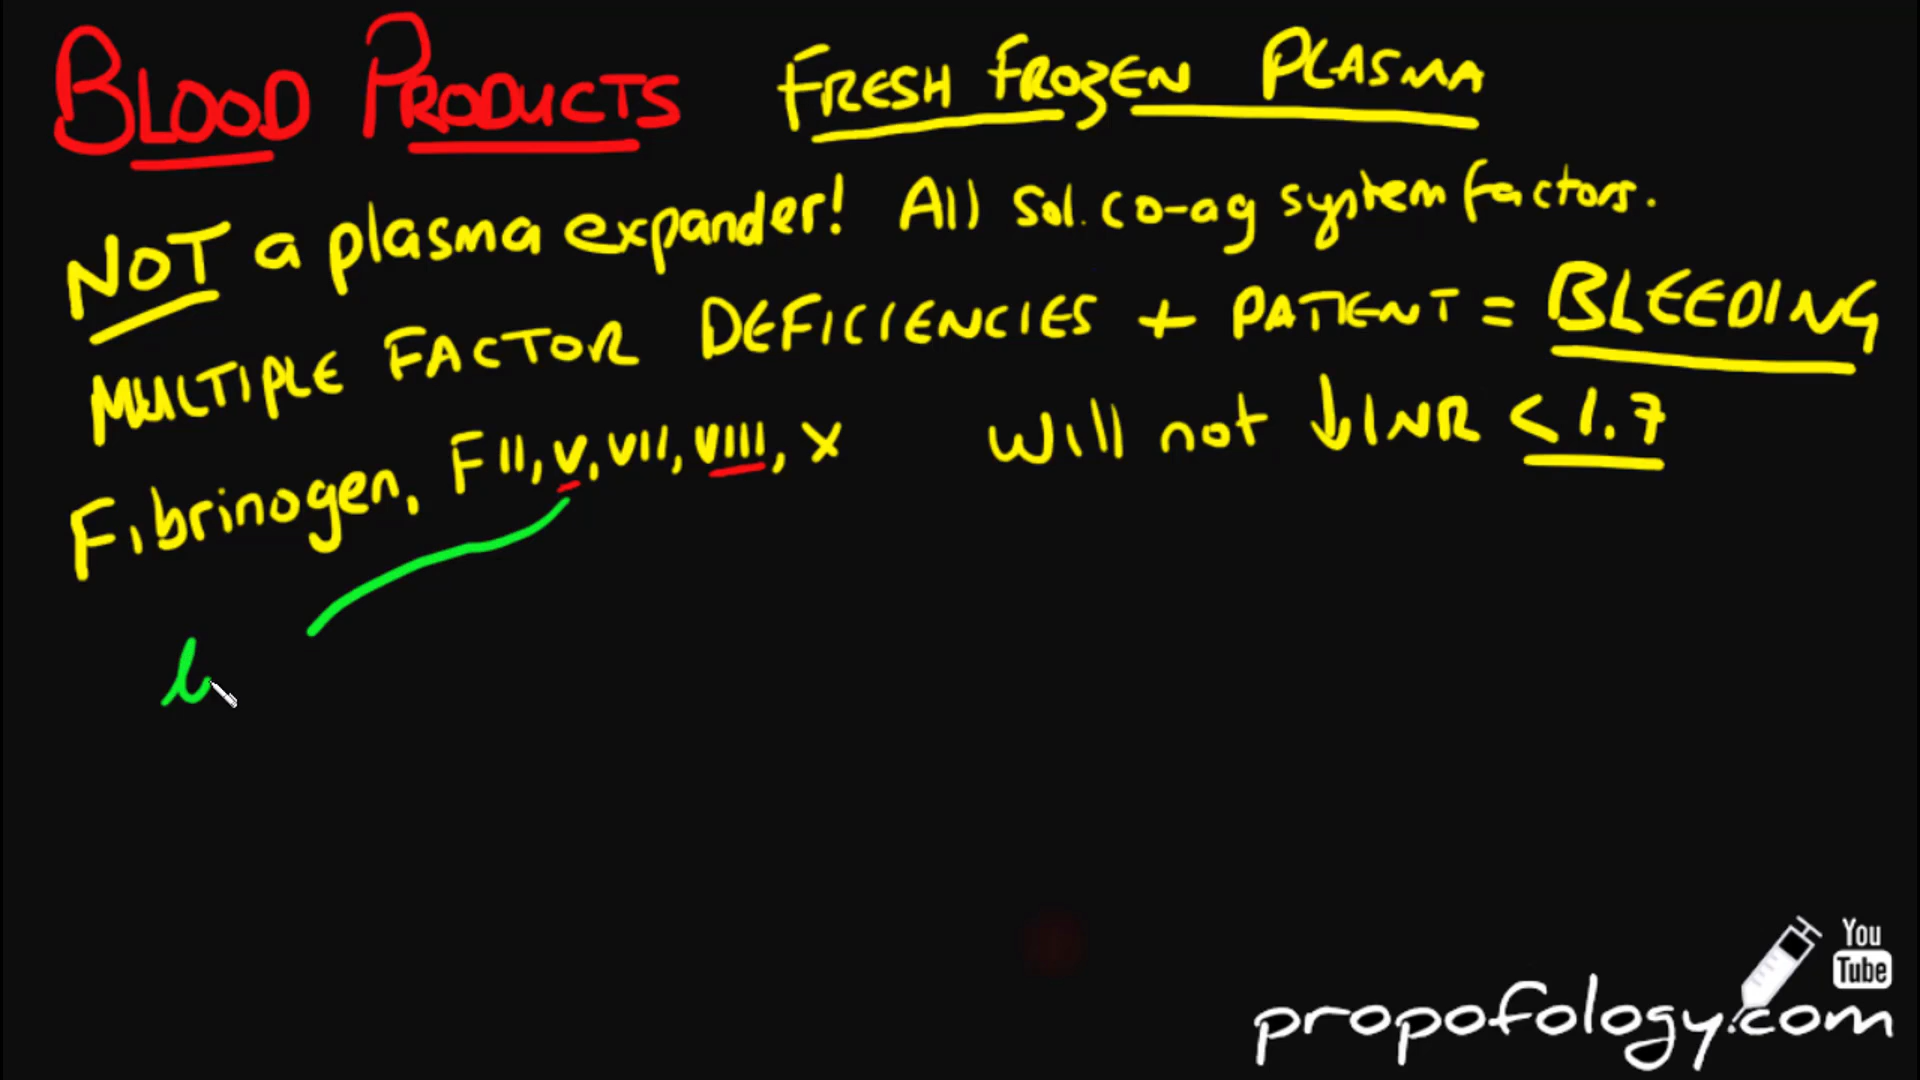 BLOOD PRODUCTS FRESH FROZEN PLASMA
NOT a plasma expander! All sol. co-ag system factors.
MULTIPLE FACTOR DEFICIENCIES + PATIENT = BLEEDING
Fibrinogen, FII, V, VII, VIII, X Will not ↓INR < 1.7
You
Tube
propofology.com